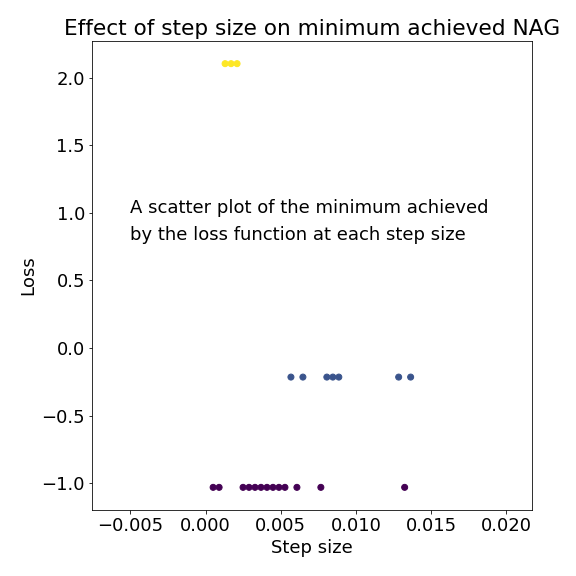 Effect of step size on minimum achieved NAG
2.0
1.5
A scatter plot of the minimum achieved
1.0
by the loss function at each step size
0.5
Loss
0.0
−0.5
−1.0
−0.005 0.000 0.005 0.010 0.015 0.020
Step size